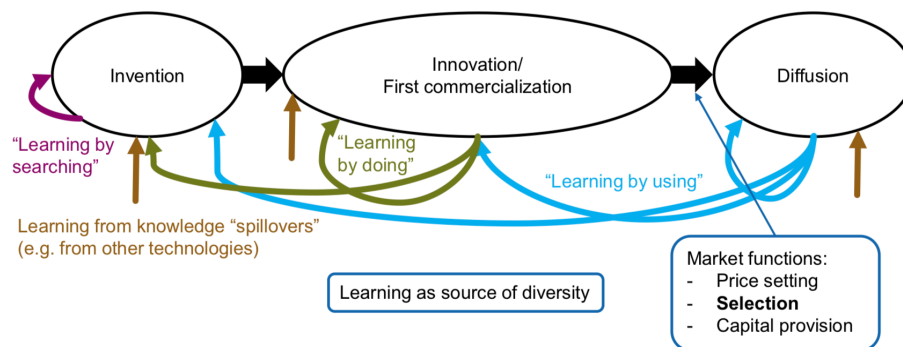 Invention
Innovation/
First commercialization
Diffusion
“Learning by
searching”
“Learning
by doing”
“Learning by using”
Learning from knowledge “spillovers”
(e.g. from other technologies)
Learning as source of diversity
Market functions:
- Price setting
- Selection
- Capital provision